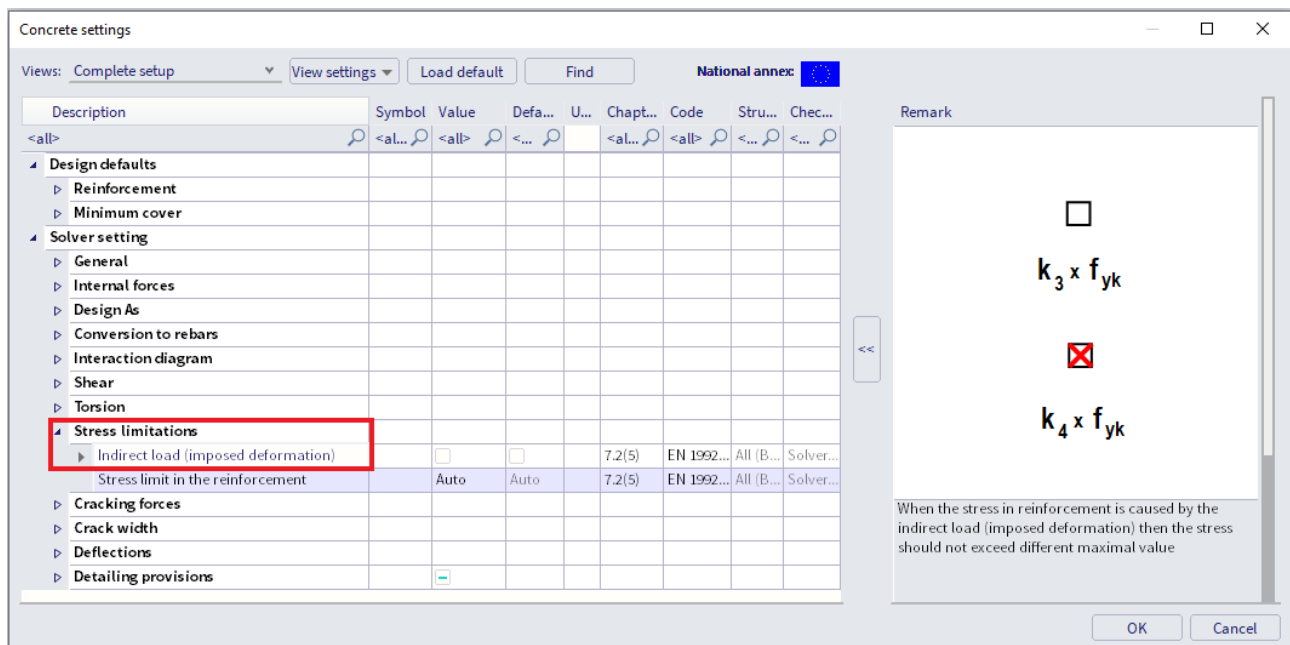 Concrete settings
Views: Complete setup View settings Load default Find National annex:
Description Symbol Value Defa... U... Chapt... Code Stru... Chec...
<all> <al... <all> <... <al... <all> <... <...
Design defaults
Reinforcement
Minimum cover
Solver setting
General
Internal forces
Design As
Conversion to rebars
Interaction diagram
Shear
Torsion
Stress limitations
Indirect load (imposed deformation) 7.2(5) EN 1992... All (B... Solver...
Stress limit in the reinforcement Auto Auto 7.2(5) EN 1992... All (B... Solver...
Cracking forces
Crack width
Deflections
Detailing provisions
<<
Remark
k3 x fyk
k4 x fyk
When the stress in reinforcement is caused by the
indirect load (imposed deformation) then the stress
should not exceed different maximal value
OK Cancel